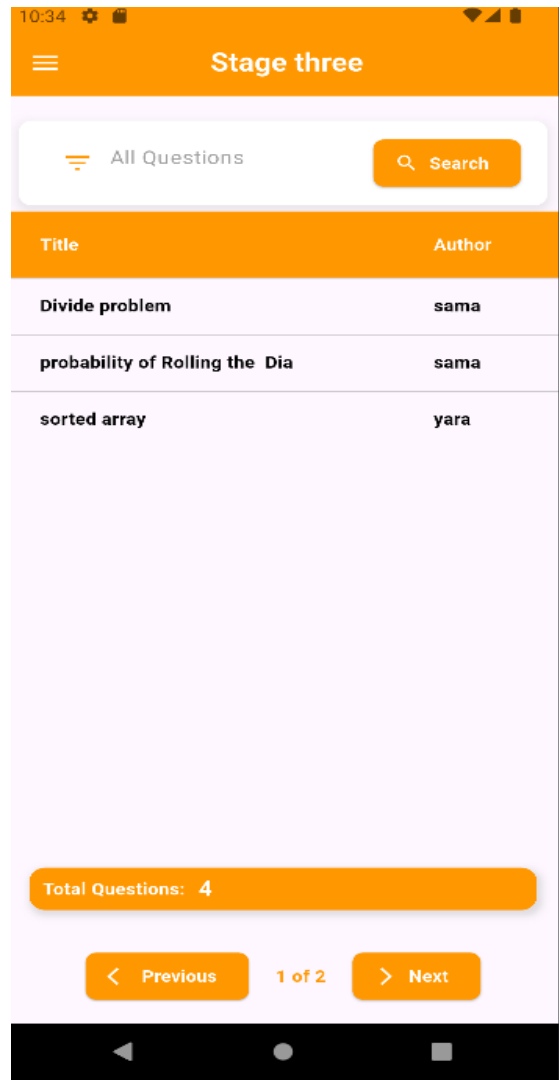 10:34
Stage three
All Questions
Search
Title Author
Divide problem sama
probability of Rolling the Dia sama
sorted array yara
Total Questions: 4
Previous 1 of 2 Next